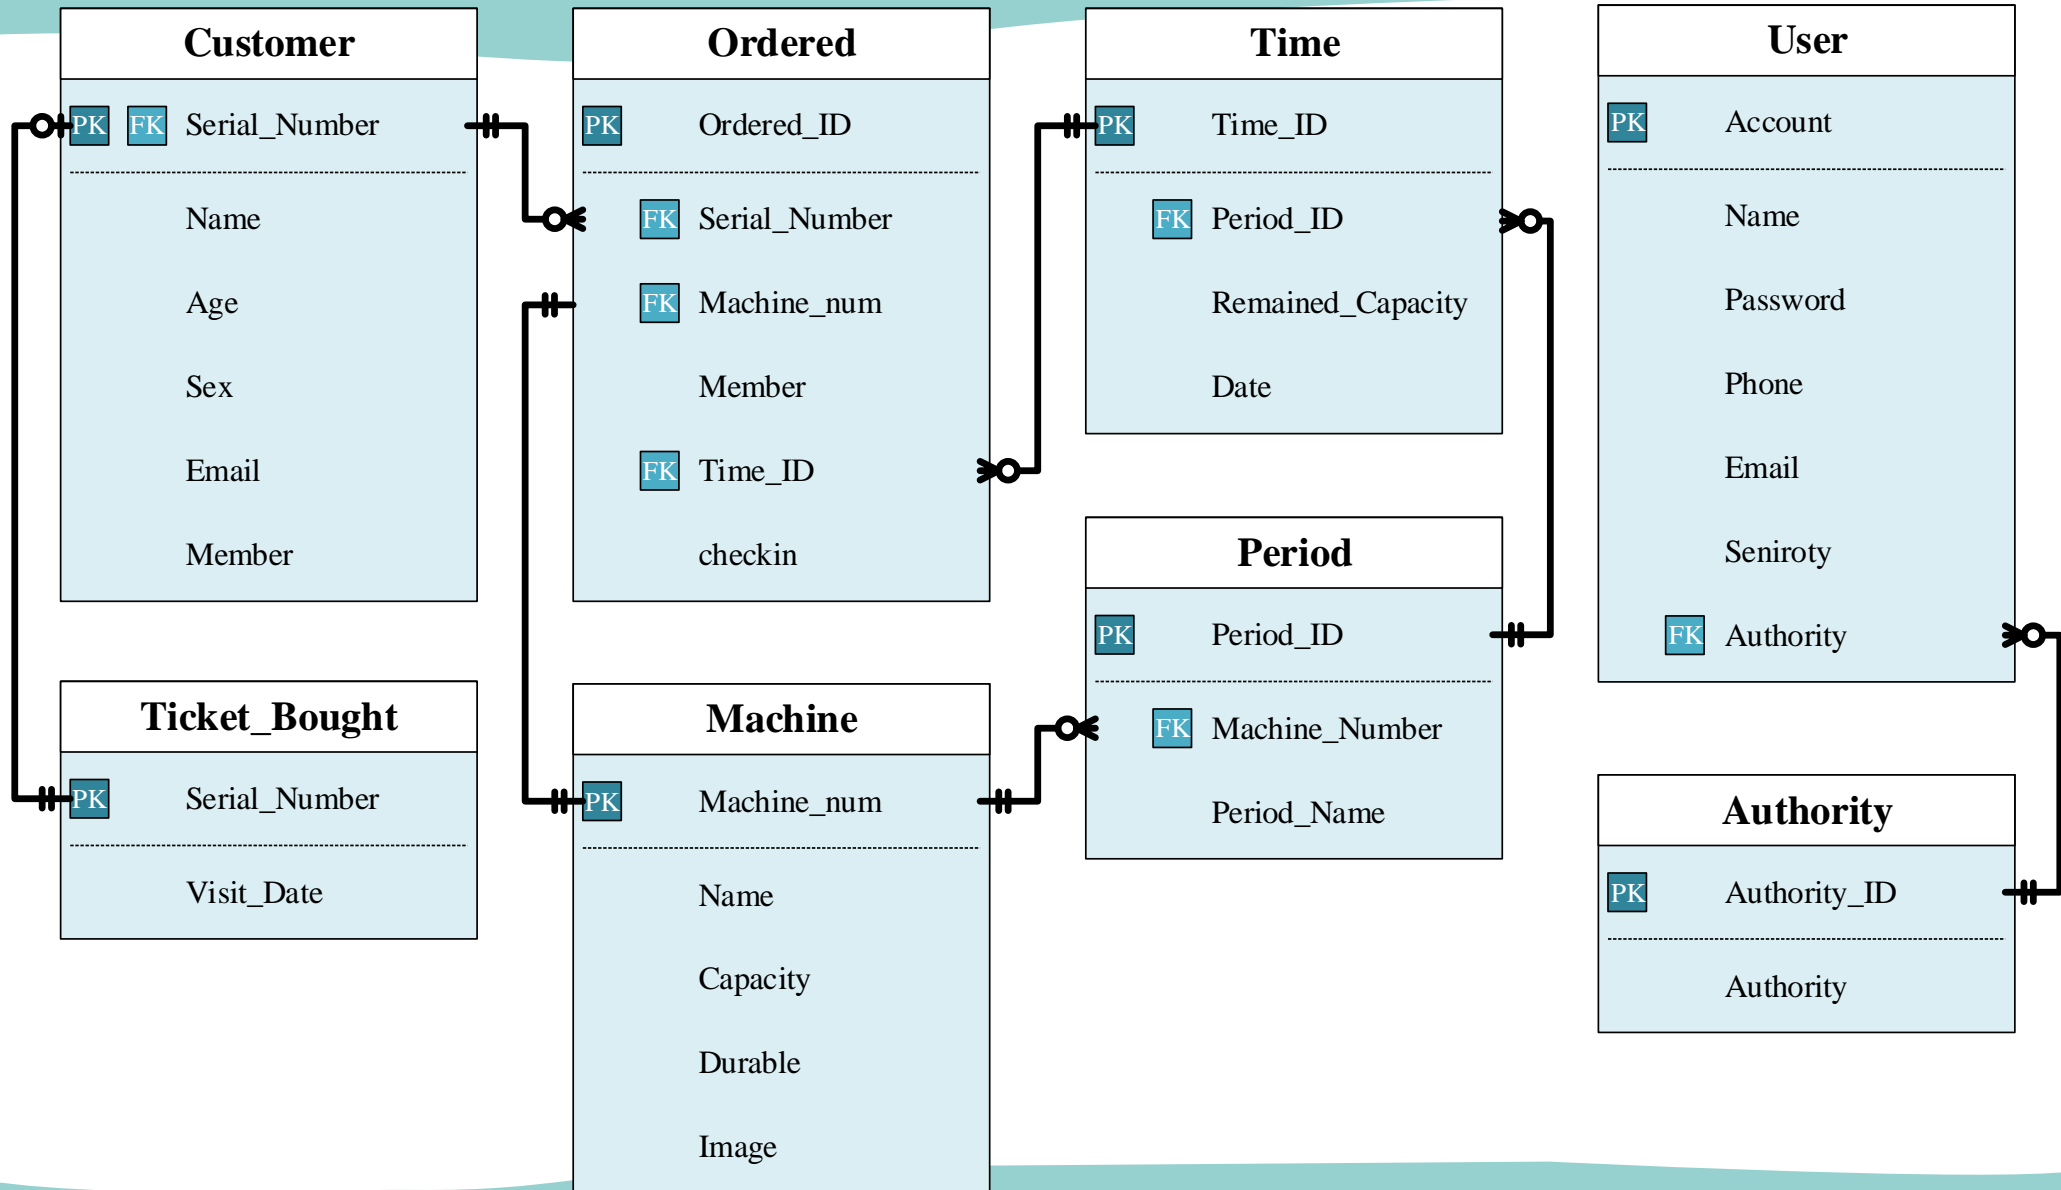 Customer
PK FK Serial_Number
Name
Age
Sex
Email
Member
Ordered
PK Ordered_ID
FK Serial_Number
FK Machine_num
Member
FK Time_ID
checkin
Time
PK Time_ID
FK Period_ID
Remained_Capacity
Date
User
PK Account
Name
Password
Phone
Email
Seniroty
FK Authority
Ticket_Bought
PK Serial_Number
Visit_Date
Machine
PK Machine_num
Name
Capacity
Durable
Image
Period
PK Period_ID
FK Machine_Number
Period_Name
Authority
PK Authority_ID
Authority